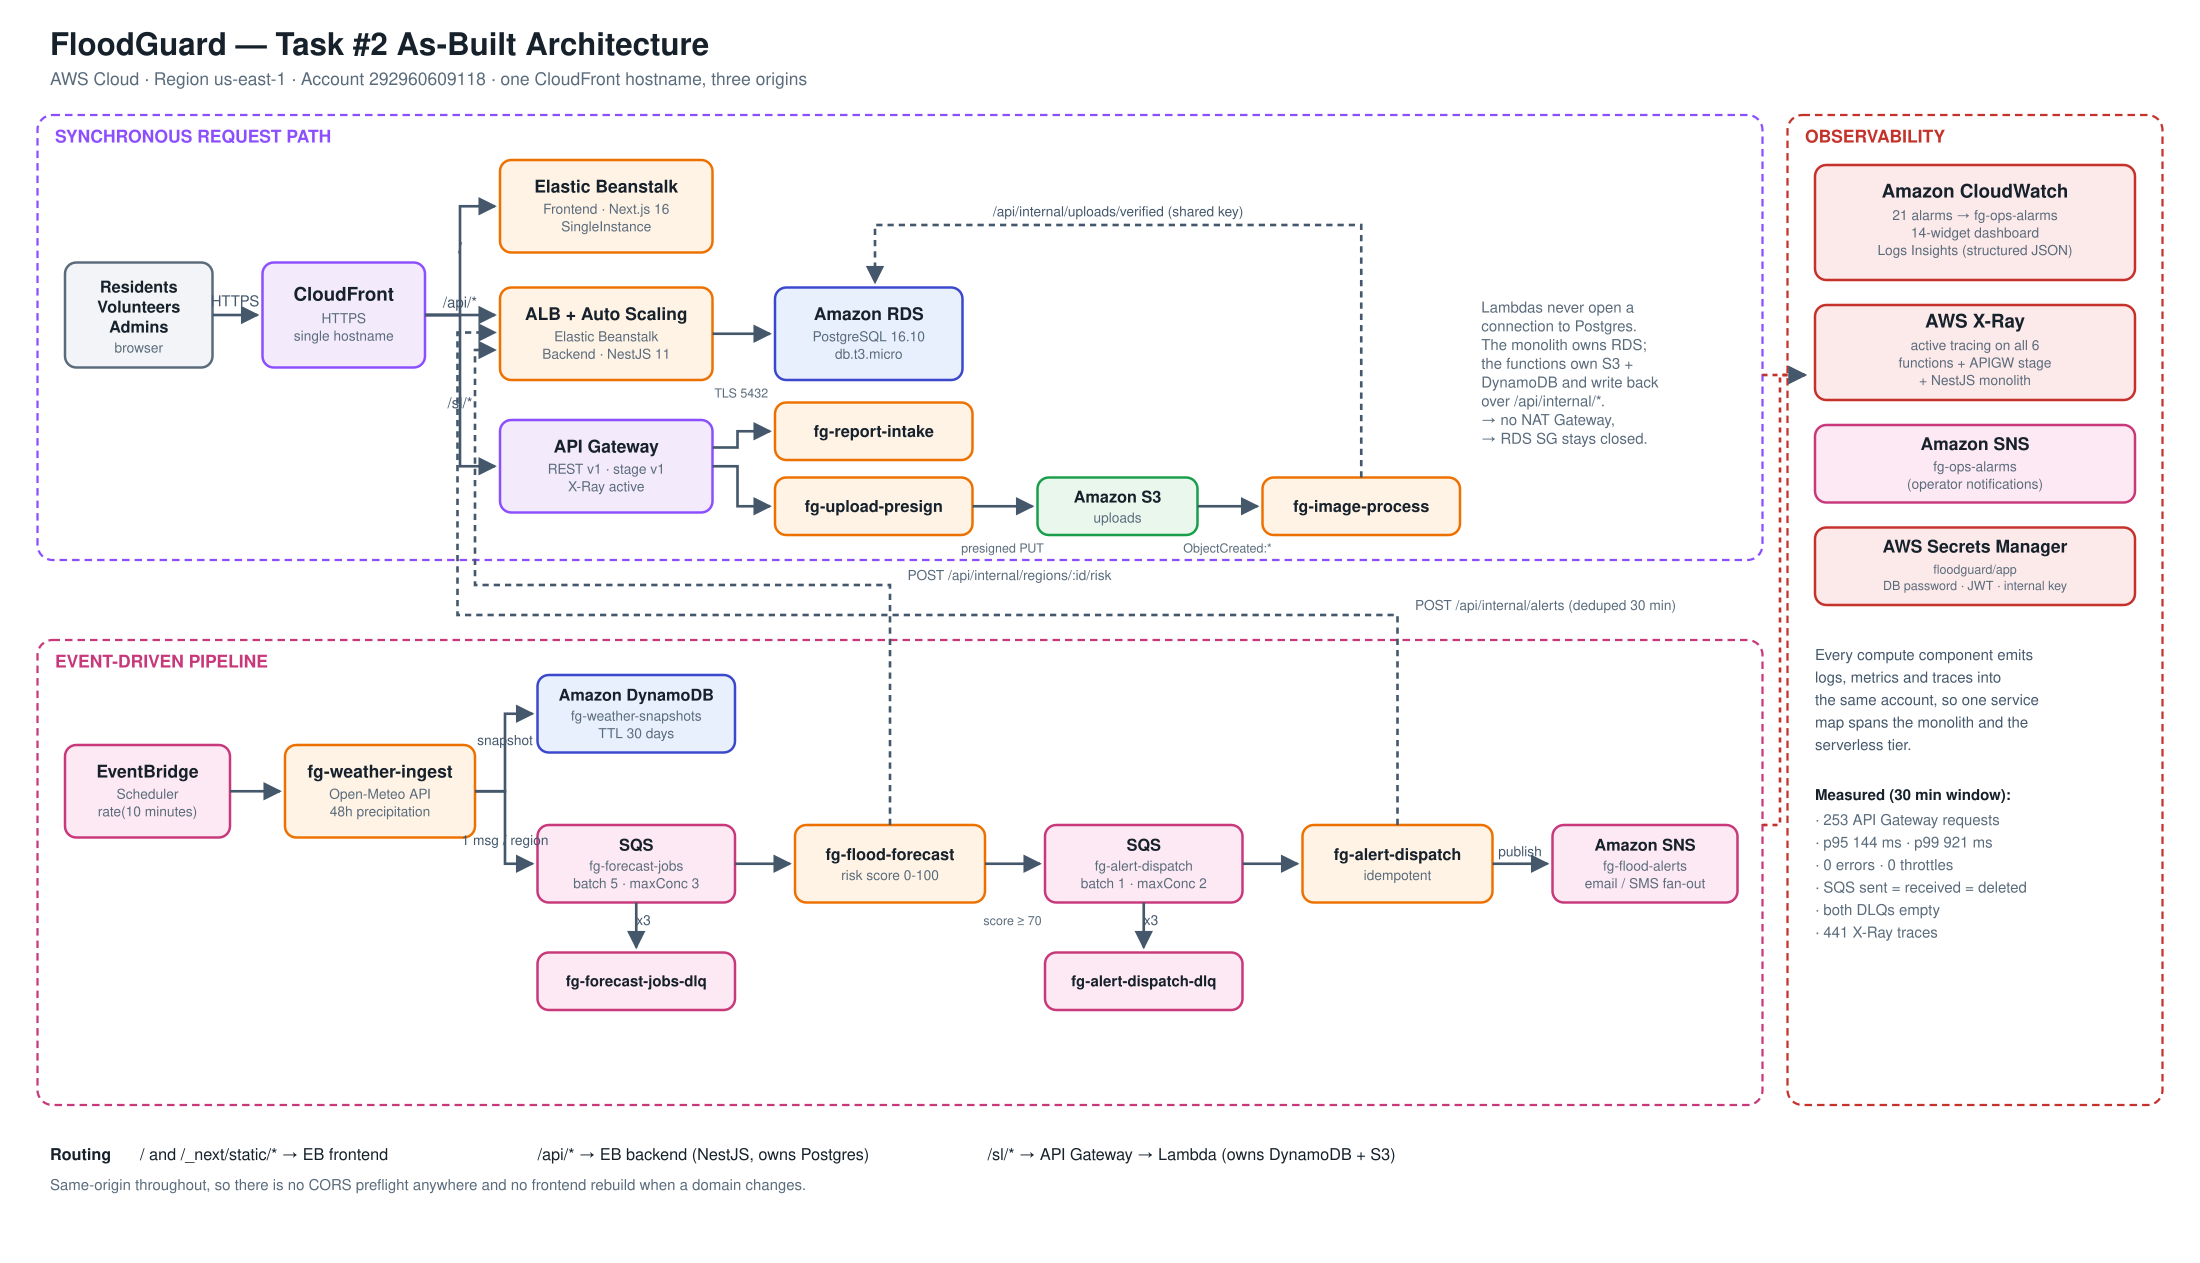 FloodGuard — Task #2 As-Built Architecture
AWS Cloud · Region us-east-1 · Account 292960609118 · one CloudFront hostname, three origins
SYNCHRONOUS REQUEST PATH
Residents
Volunteers
Admins
browser
HTTPS
CloudFront
HTTPS
single hostname
/
/api/*
/sl/*
Elastic Beanstalk
Frontend · Next.js 16
SingleInstance
ALB + Auto Scaling
Elastic Beanstalk
Backend · NestJS 11
API Gateway
REST v1 · stage v1
X-Ray active
TLS 5432
/api/internal/uploads/verified (shared key)
Amazon RDS
PostgreSQL 16.10
db.t3.micro
fg-report-intake
fg-upload-presign
presigned PUT
Amazon S3
uploads
ObjectCreated:*
fg-image-process
Lambdas never open a
connection to Postgres.
The monolith owns RDS;
the functions own S3 +
DynamoDB and write back
over /api/internal/*.
→ no NAT Gateway,
→ RDS SG stays closed.
POST /api/internal/regions/:id/risk
POST /api/internal/alerts (deduped 30 min)
EVENT-DRIVEN PIPELINE
EventBridge
Scheduler
rate(10 minutes)
fg-weather-ingest
Open-Meteo API
48h precipitation
snapshot
1 msg / region
Amazon DynamoDB
fg-weather-snapshots
TTL 30 days
SQS
fg-forecast-jobs
batch 5 · maxConc 3
x3
fg-forecast-jobs-dlq
fg-flood-forecast
risk score 0-100
score ≥ 70
SQS
fg-alert-dispatch
batch 1 · maxConc 2
x3
fg-alert-dispatch-dlq
fg-alert-dispatch
idempotent
publish
Amazon SNS
fg-flood-alerts
email / SMS fan-out
OBSERVABILITY
Amazon CloudWatch
21 alarms → fg-ops-alarms
14-widget dashboard
Logs Insights (structured JSON)
AWS X-Ray
active tracing on all 6
functions + APIGW stage
+ NestJS monolith
Amazon SNS
fg-ops-alarms
(operator notifications)
AWS Secrets Manager
floodguard/app
DB password · JWT · internal key
Every compute component emits
logs, metrics and traces into
the same account, so one service
map spans the monolith and the
serverless tier.
Measured (30 min window):
· 253 API Gateway requests
· p95 144 ms · p99 921 ms
· 0 errors · 0 throttles
· SQS sent = received = deleted
· both DLQs empty
· 441 X-Ray traces
Routing / and /_next/static/* → EB frontend /api/* → EB backend (NestJS, owns Postgres) /sl/* → API Gateway → Lambda (owns DynamoDB + S3)
Same-origin throughout, so there is no CORS preflight anywhere and no frontend rebuild when a domain changes.